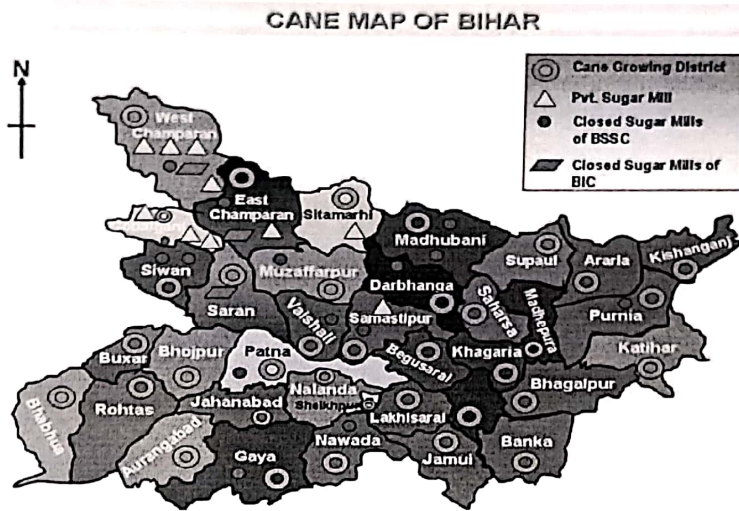 CANE MAP OF BIHAR
N
Cane Growing District
Pvt. Sugar Mill
Closed Sugar Mills
of BSSC
Closed Sugar Mills of
BIC
West
Champaran
East
Champaran
Sitamarhi
Madhubani
Siwan
Muzaffarpur
Darbhanga
Supaul
Araria
Kishanganj
Saran
Vaishali
Samastipur
Saharsa
Madhepura
Purnia
Katihar
Buxar
Bhojpur
Patna
Begusarai
Khagaria
Bhagalpur
Bhabhua
Rohtas
Jahanabad
Nalanda
Sheikhpura
Lakhisarai
Aurangabad
Gaya
Nawada
Jamui
Banka